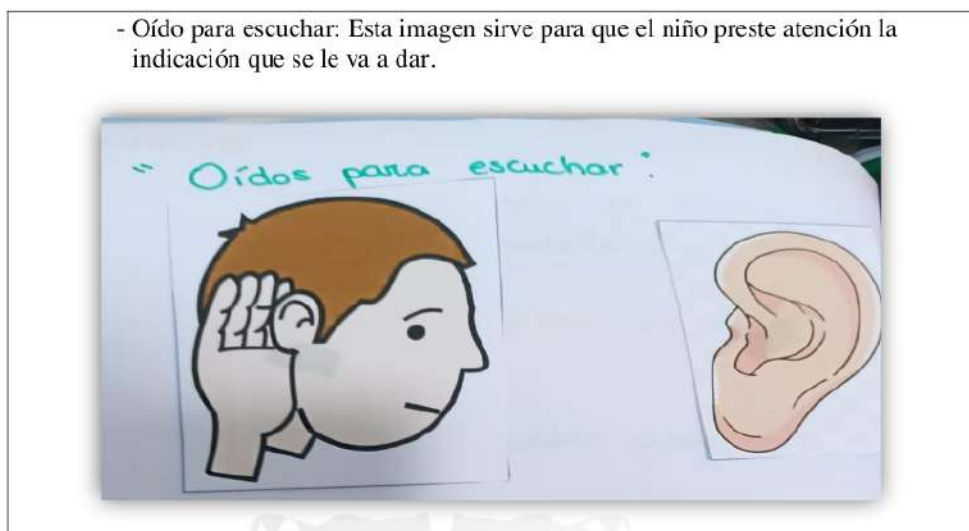 - Oído para escuchar: Esta imagen sirve para que el niño preste atención la
indicación que se le va a dar.
" Oídos para escuchar :